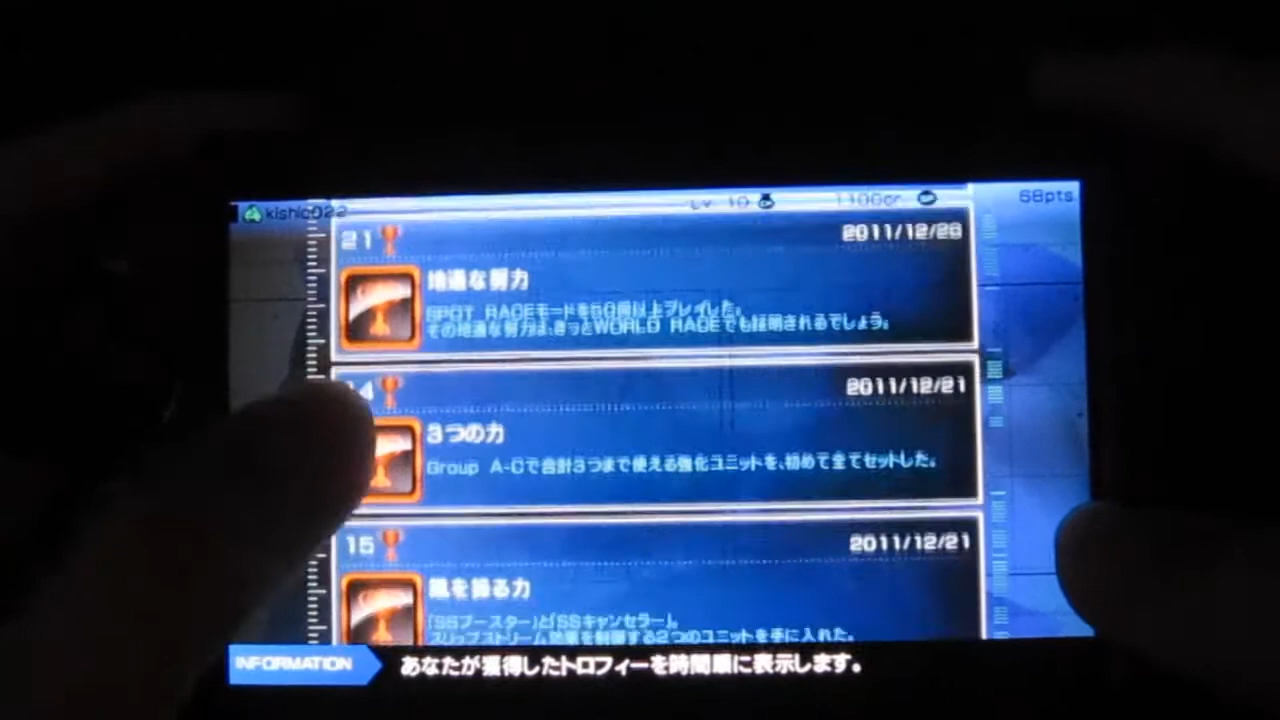 kishio022 Lv 10 1100cr 68pts
21 2011/12/28
地道な努力
SPOT RACEモードを50回以上プレイした。
その地道な努力は、きっとWORLD RACEでも証明されるでしょう。
14 2011/12/21
3つの力
Group A-Cで合計3つまで使える強化ユニットを、初めて全てセットした。
15 2011/12/21
風を操る力
「SSブースター」と「SSキャンセラー」。
スリップストリーム効果を制御する2つのユニットを手に入れた。
INFORMATION あなたが獲得したトロフィーを時間順に表示します。